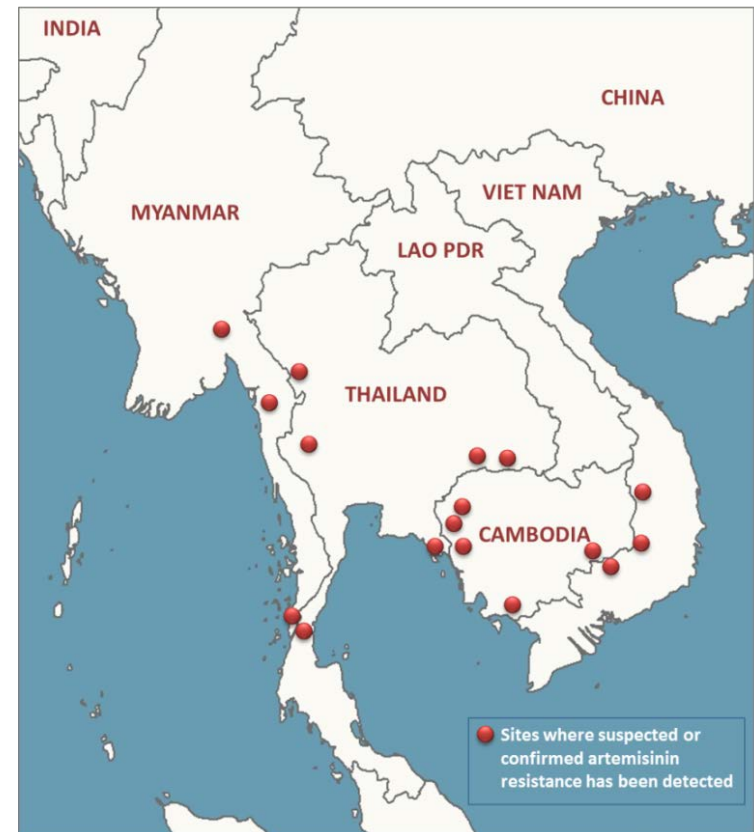 INDIA
CHINA
VIET NAM
MYANMAR
LAO PDR
THAILAND
CAMBODIA
Sites where suspected or
confirmed artemisinin
resistance has been detected